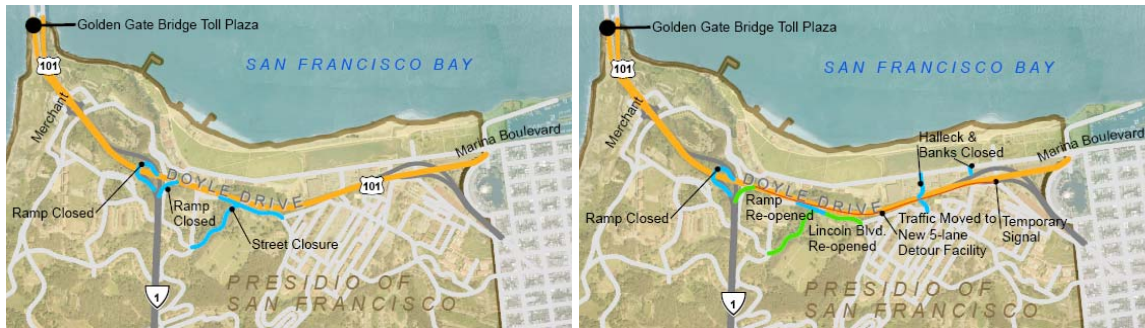 Golden Gate Bridge Toll Plaza
101
SAN FRANCISCO BAY
Merchant
Marina Boulevard
DOYLE DRIVE
101
Ramp Closed
Ramp
Closed
Street Closure
PRESIDIO OF
SAN FRANCISCO
1
Golden Gate Bridge Toll Plaza
101
SAN FRANCISCO BAY
Merchant
Halleck &
Banks Closed
Marina Boulevard
DOYLE DRIVE
Ramp Closed
Ramp
Re-opened
Lincoln Blvd.
Re-opened
Traffic Moved to
New 5-lane
Detour Facility
Temporary
Signal
PRESIDIO OF
SAN FRANCISCO
1